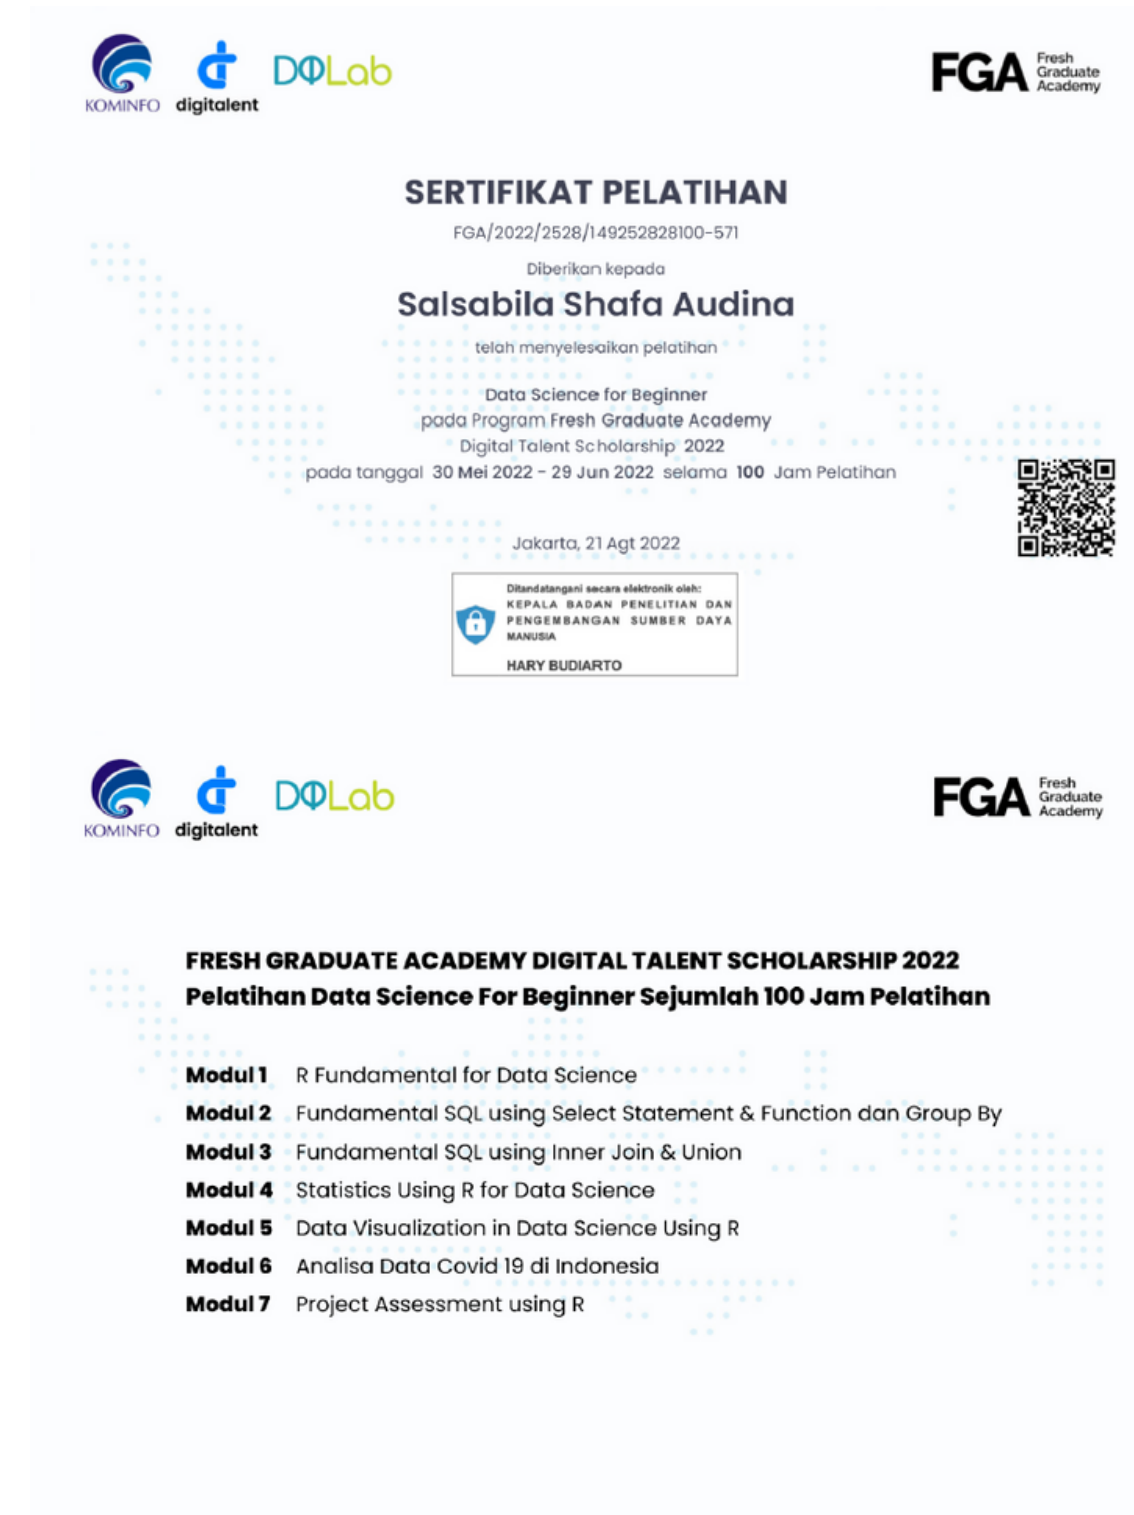 KOMINFO
digitalent
DQLab
FGA Fresh Graduate Academy
SERTIFIKAT PELATIHAN
FGA/2022/2528/149252828100-571
Diberikan kepada
Salsabila Shafa Audina
telah menyelesaikan pelatihan
Data Science for Beginner
pada Program Fresh Graduate Academy
Digital Talent Scholarship 2022
pada tanggal 30 Mei 2022 - 29 Jun 2022 selama 100 Jam Pelatihan
Jakarta, 21 Agt 2022
Ditandatangani secara elektronik oleh:
KEPALA BADAN PENELITIAN DAN
PENGEMBANGAN SUMBER DAYA
MANUSIA
HARY BUDIARTO
KOMINFO
digitalent
DQLab
FGA Fresh Graduate Academy
FRESH GRADUATE ACADEMY DIGITAL TALENT SCHOLARSHIP 2022
Pelatihan Data Science For Beginner Sejumlah 100 Jam Pelatihan
Modul 1 R Fundamental for Data Science
Modul 2 Fundamental SQL using Select Statement & Function dan Group By
Modul 3 Fundamental SQL using Inner Join & Union
Modul 4 Statistics Using R for Data Science
Modul 5 Data Visualization in Data Science Using R
Modul 6 Analisa Data Covid 19 di Indonesia
Modul 7 Project Assessment using R